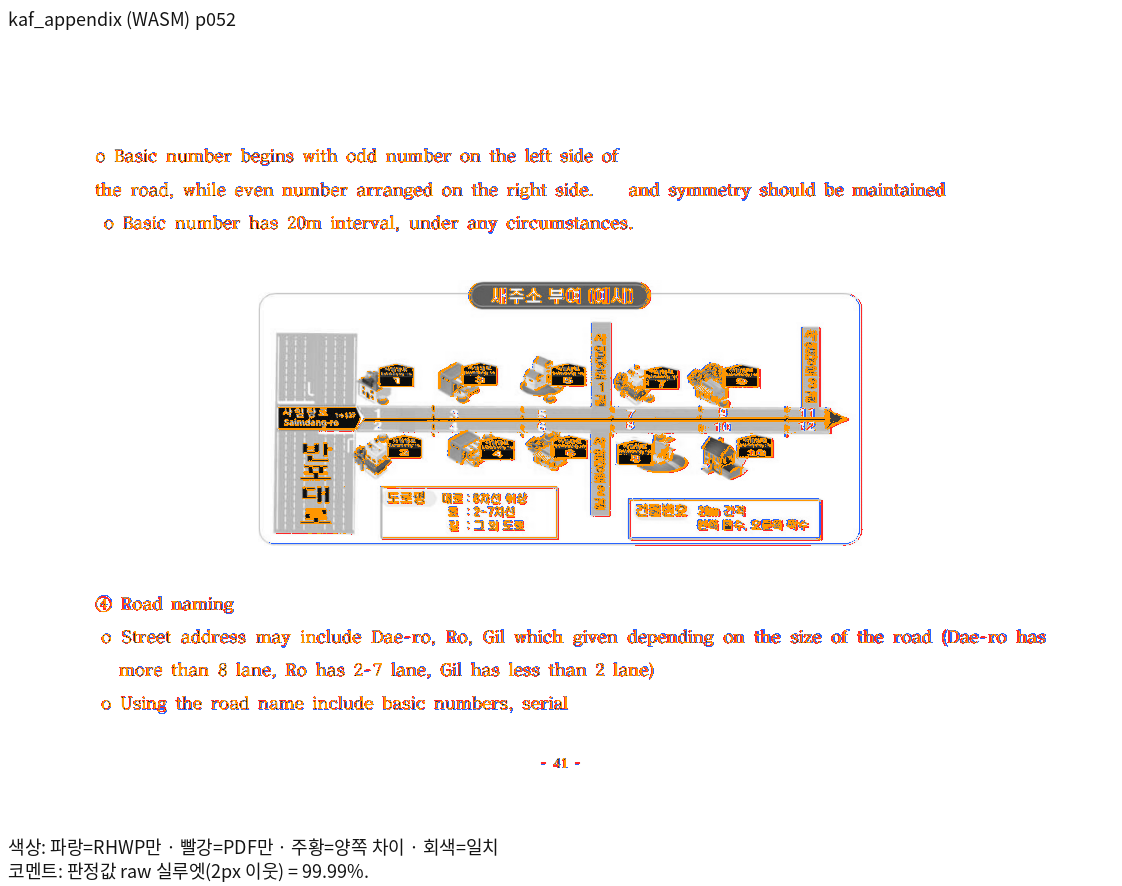 kaf_appendix (WASM) p052
o Basic number begins with odd number on the left side of
the road, while even number arranged on the right side. and symmetry should be maintained
o Basic number has 20m interval, under any circumstances.
새주소 부여 (예시)
1 3 5 7 9 11
사임당로
Saimdang-ro
2 4 6 8 10 12
반포대
도로명 대로 : 8차선 이상
로 : 2~7차선
길 : 그 외 도로
건물번호 20m 간격
왼쪽 홀수, 오른쪽 짝수
④ Road naming
o Street address may include Dae-ro, Ro, Gil which given depending on the size of the road (Dae-ro has
more than 8 lane, Ro has 2-7 lane, Gil has less than 2 lane)
o Using the road name include basic numbers, serial
- 41 -
색상: 파랑=RHWP만 · 빨강=PDF만 · 주황=양쪽 차이 · 회색=일치
코멘트: 판정값 raw 실루엣(2px 이웃) = 99.99%.